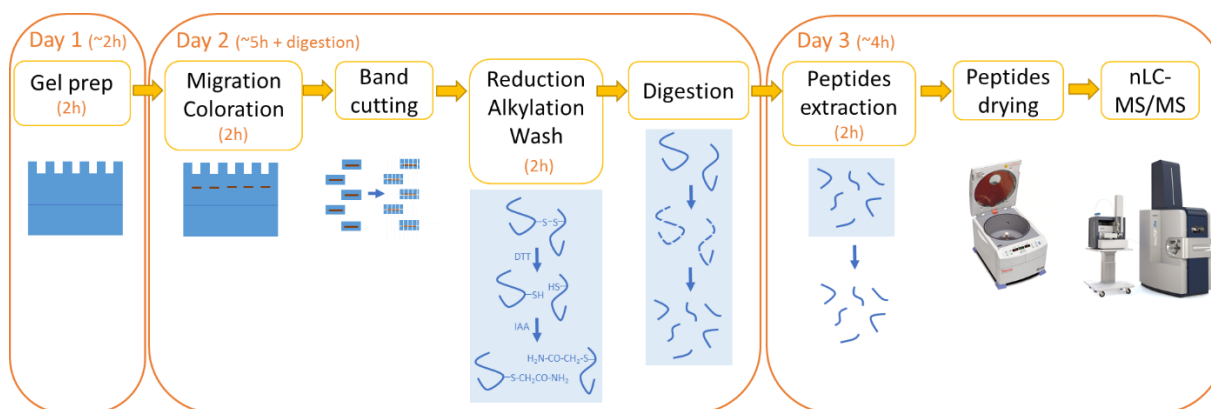 Day 1 (~2h)
Gel prep
(2h)
Day 2 (~5h + digestion)
Migration
Coloration
(2h)
Band
cutting
Reduction
Alkylation
Wash
(2h)
-S-S-
DTT
HS
-SH
IAA
H₂N-CO-CH₂-S
-S-CH₂CO-NH₂
Digestion
Day 3 (~4h)
Peptides
extraction
(2h)
Peptides
drying
nLC-
MS/MS